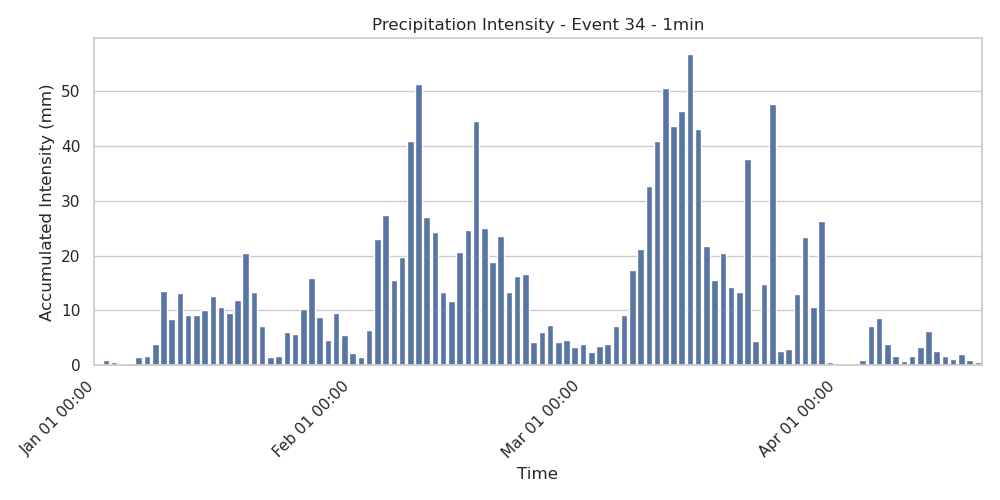 Precipitation Intensity - Event 34 - 1min
Accumulated Intensity (mm)
50
40
30
20
10
0
Jan 01 00:00
Feb 01 00:00
Mar 01 00:00
Apr 01 00:00
Time